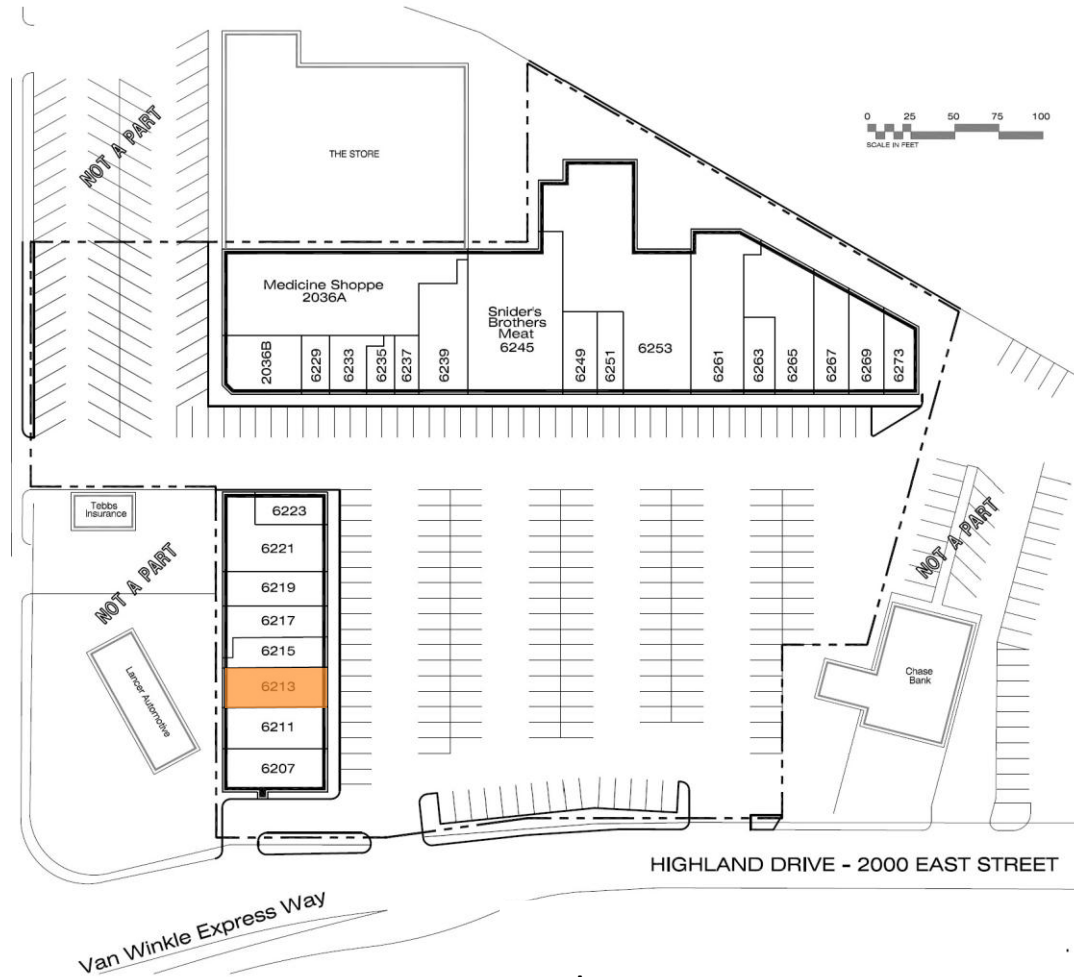 NOT A PART
THE STORE
0 25 50 75 100
SCALE IN FEET
Medicine Shoppe
2036A
Snider's
Brothers
Meat
6245
2036B
6229
6233
6235
6237
6239
6249
6251
6253
6261
6263
6265
6267
6269
6273
Tebbs
Insurance
NOT A PART
Lancer Automotive
6223
6221
6219
6217
6215
6213
6211
6207
NOT A PART
Chase
Bank
HIGHLAND DRIVE - 2000 EAST STREET
Van Winkle Express Way